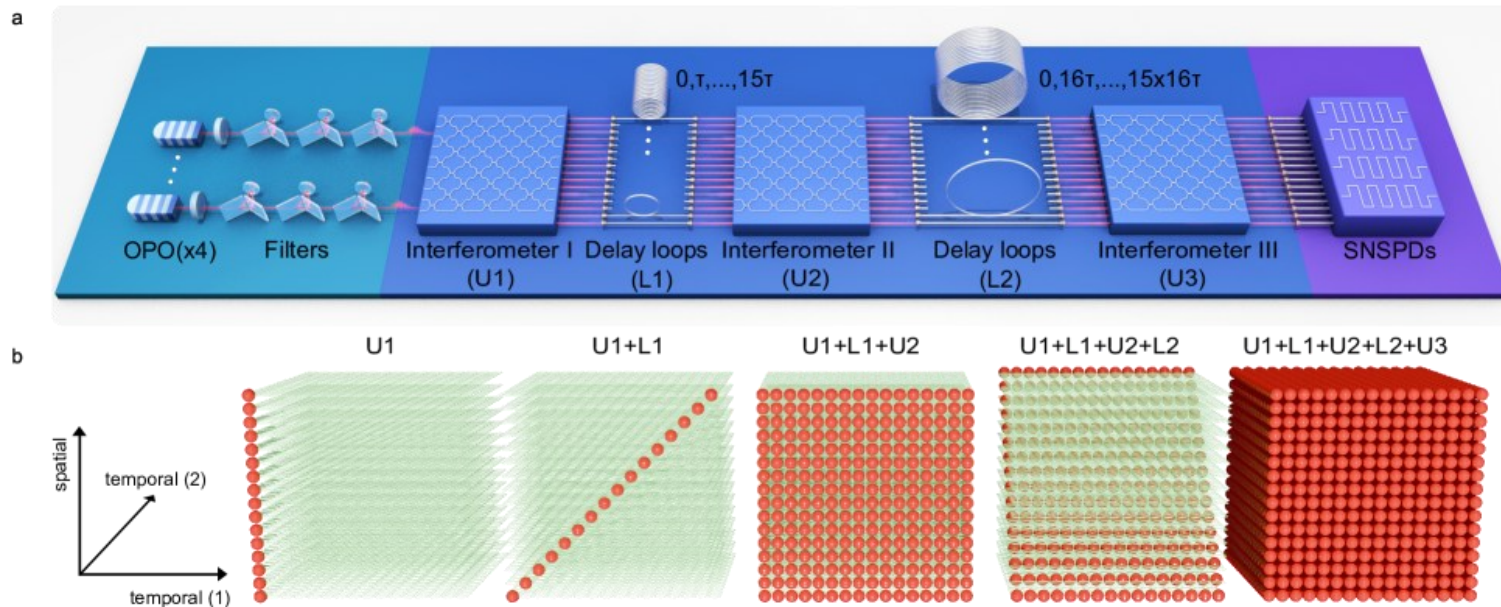 a
0,τ,...,15τ
0,16τ,...,15x16τ
OPO(x4)
Filters
Interferometer I
(U1)
Delay loops
(L1)
Interferometer II
(U2)
Delay loops
(L2)
Interferometer III
(U3)
SNSPDs
b
U1
U1+L1
U1+L1+U2
U1+L1+U2+L2
U1+L1+U2+L2+U3
spatial
temporal (2)
temporal (1)